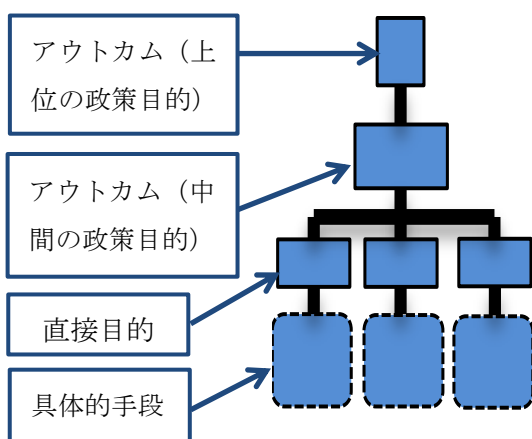 アウトカム（上
位の政策目的）
アウトカム（中
間の政策目的）
直接目的
具体的手段